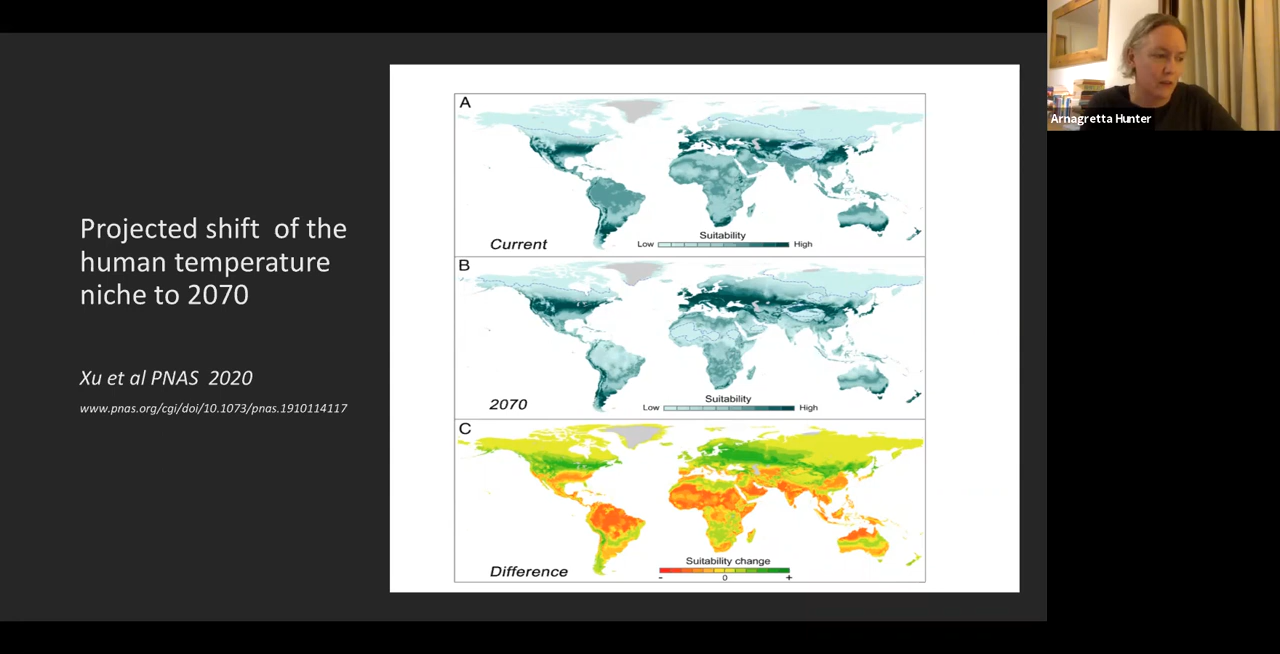 Projected shift of the
human temperature
niche to 2070
Xu et al PNAS 2020
www.pnas.org/cgi/doi/10.1073/pnas.1910114117
A
Current
Suitability
Low High
B
2070
Suitability
Low High
C
Difference
Suitability change
- 0 +
Arnagretta Hunter